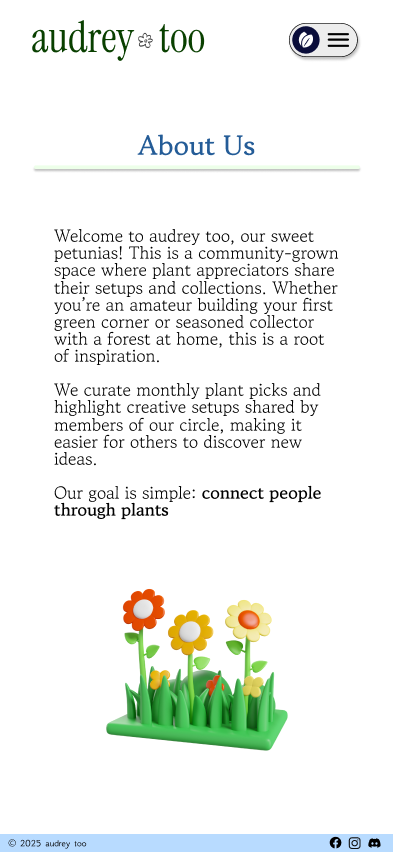 audrey too
About Us
Welcome to audrey too, our sweet
petunias! This is a community-grown
space where plant appreciators share
their setups and collections. Whether
you're an amateur building your first
green corner or seasoned collector
with a forest at home, this is a root
of inspiration.
We curate monthly plant picks and
highlight creative setups shared by
members of our circle, making it
easier for others to discover new
ideas.
Our goal is simple: connect people
through plants
© 2025 audrey too